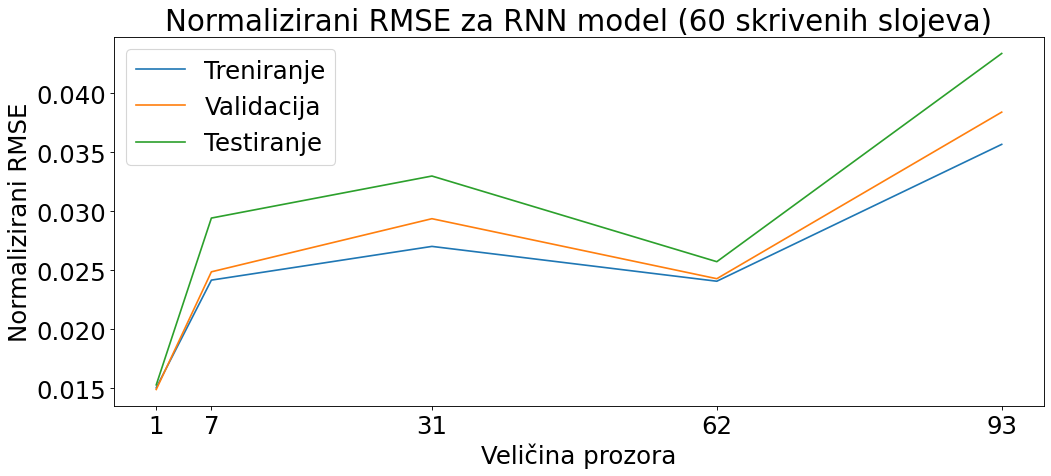 Normalizirani RMSE za RNN model (60 skrivenih slojeva)
Treniranje
Validacija
Testiranje
Normalizirani RMSE
0.040
0.035
0.030
0.025
0.020
0.015
1 7 31 62 93
Veličina prozora